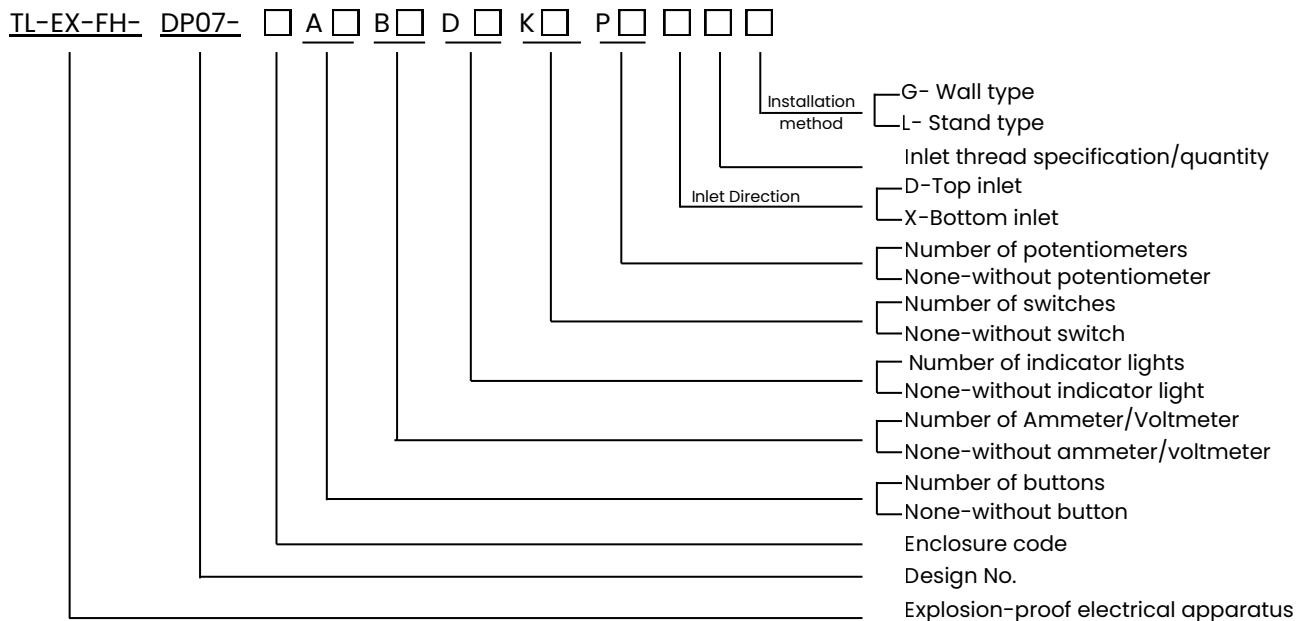 TL-EX-FH- DP07- □ A □ B □ D □ K □ P □ □ □ □
G- Wall type
Installation
method
L- Stand type
Inlet thread specification/quantity
D-Top inlet
Inlet Direction
X-Bottom inlet
Number of potentiometers
None-without potentiometer
Number of switches
None-without switch
Number of indicator lights
None-without indicator light
Number of Ammeter/Voltmeter
None-without ammeter/voltmeter
Number of buttons
None-without button
Enclosure code
Design No.
Explosion-proof electrical apparatus